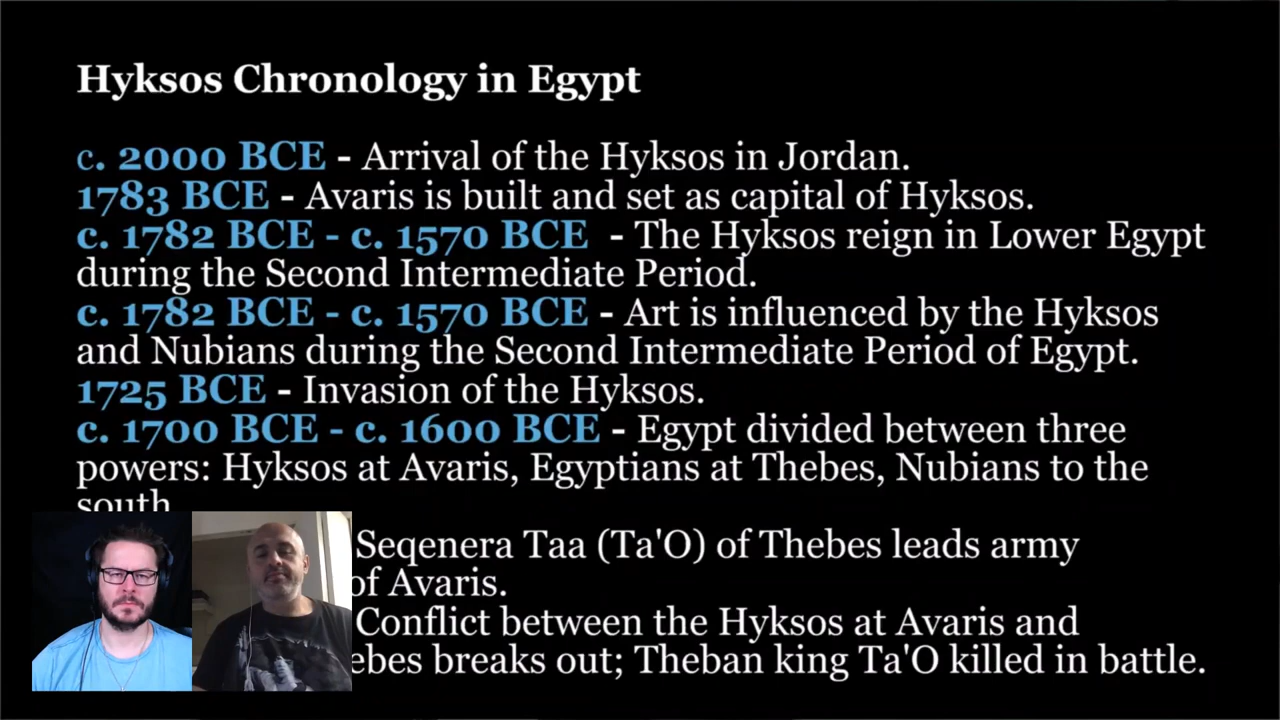 Hyksos Chronology in Egypt
c. 2000 BCE - Arrival of the Hyksos in Jordan.
1783 BCE - Avaris is built and set as capital of Hyksos.
c. 1782 BCE - c. 1570 BCE - The Hyksos reign in Lower Egypt
during the Second Intermediate Period.
c. 1782 BCE - c. 1570 BCE - Art is influenced by the Hyksos
and Nubians during the Second Intermediate Period of Egypt.
1725 BCE - Invasion of the Hyksos.
c. 1700 BCE - c. 1600 BCE - Egypt divided between three
powers: Hyksos at Avaris, Egyptians at Thebes, Nubians to the
south
Seqenera Taa (Ta'O) of Thebes leads army
of Avaris.
Conflict between the Hyksos at Avaris and
ebes breaks out; Theban king Ta'O killed in battle.